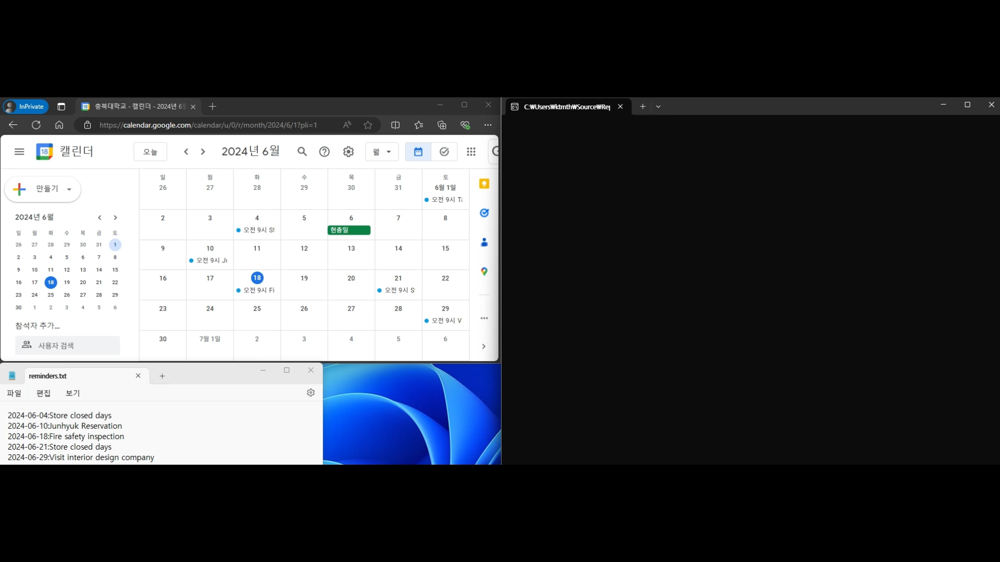 InPrivate
충북대학교 - 캘린더 - 2024년 6월
C:₩Users₩ktmth₩Source₩Rep
https://calendar.google.com/calendar/u/0/r/month/2024/6/1?pli=1
18 캘린더 오늘 2024년 6월 월
만들기
2024년 6월
일 월 화 수 목 금 토
26 27 28 29 30 31 1
2 3 4 5 6 7 8
9 10 11 12 13 14 15
16 17 18 19 20 21 22
23 24 25 26 27 28 29
30 1 2 3 4 5 6
참석자 추가...
사용자 검색
일 월 화 수 목 금 토
26 27 28 29 30 31 6월 1일
오전 9시
2 3 4 5 6 7 8
오전 9시 St 현충일
9 10 11 12 13 14 15
오전 9시 Ju
16 17 18 19 20 21 22
오전 9시 Fi 오전 9시 S
23 24 25 26 27 28 29
오전 9시 V
30 7월 1일 2 3 4 5 6
reminders.txt
파일 편집 보기
2024-06-04:Store closed days
2024-06-10:Junhyuk Reservation
2024-06-18:Fire safety inspection
2024-06-21:Store closed days
2024-06-29:Visit interior design company